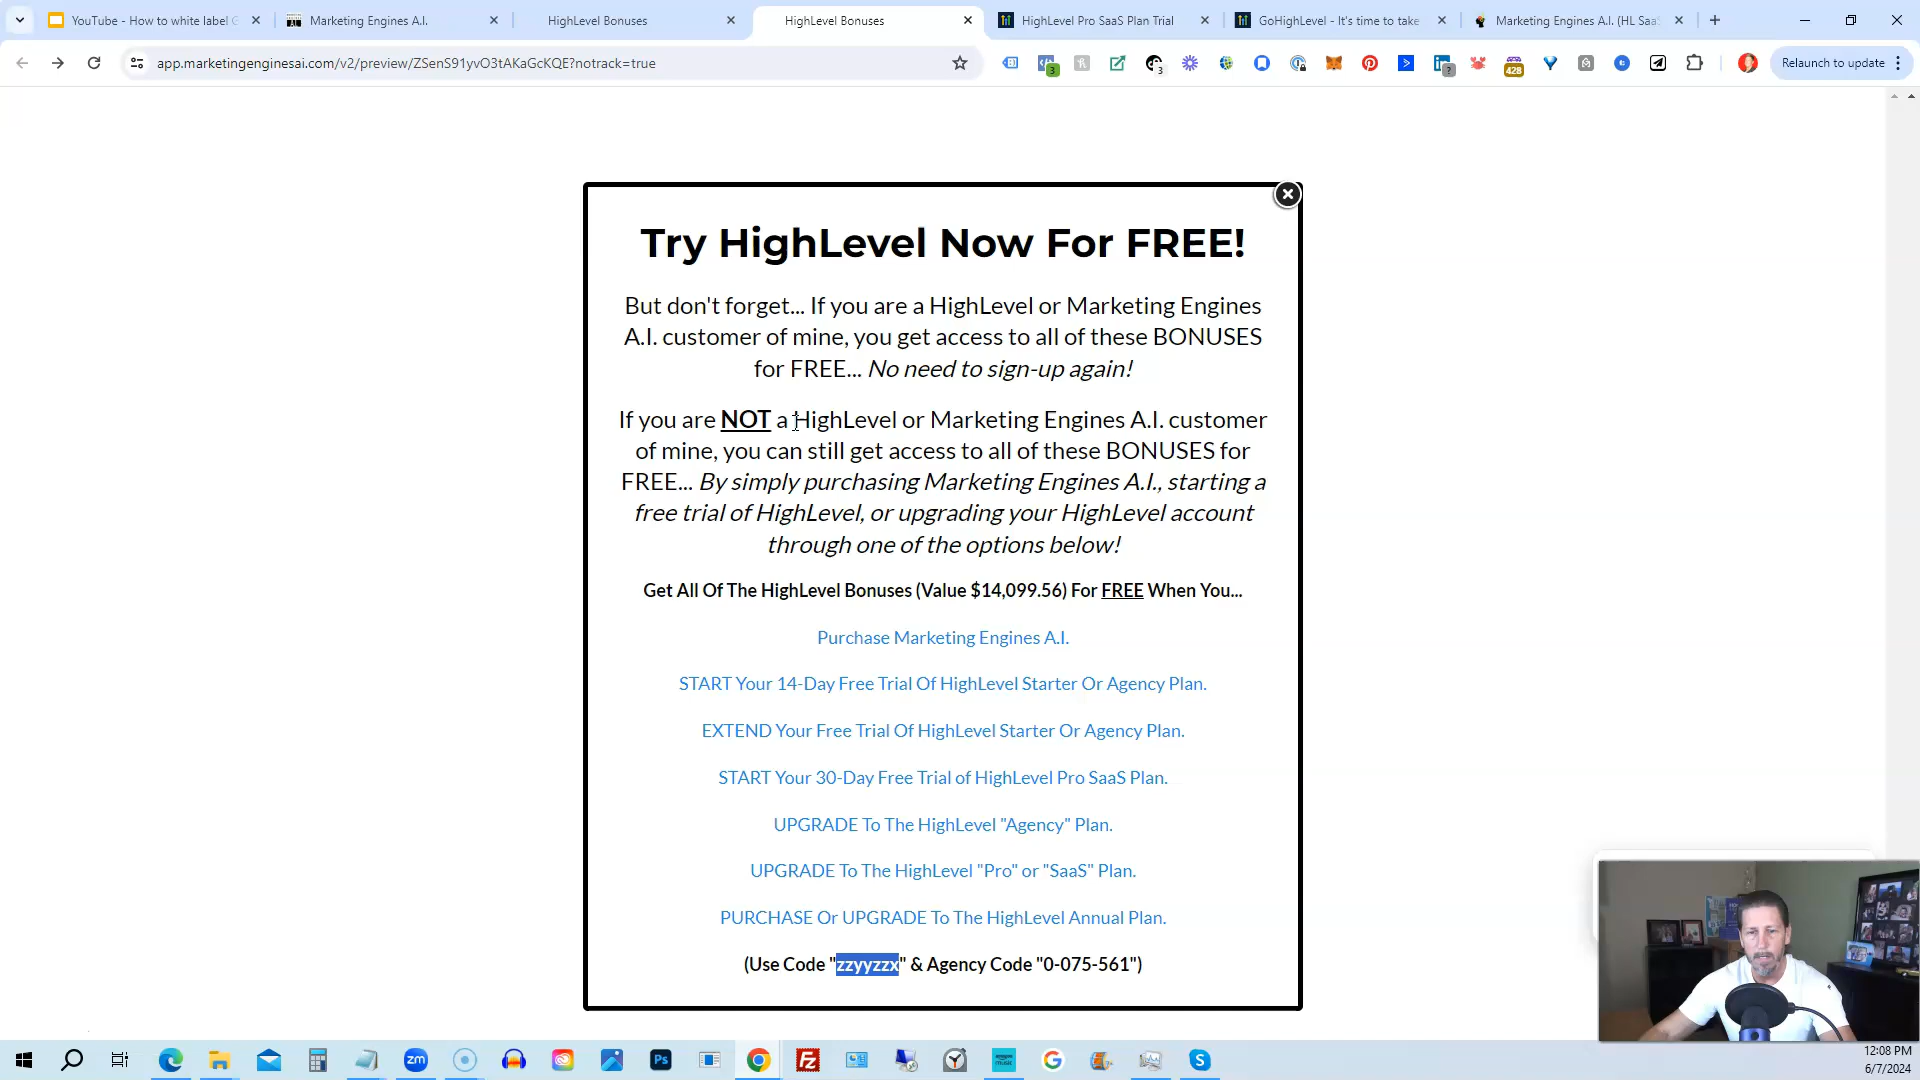 YouTube - How to white label G
Marketing Engines A.I.
HighLevel Bonuses
HighLevel Bonuses
HighLevel Pro SaaS Plan Trial
GoHighLevel - It's time to take
Marketing Engines A.I. (HL SaaS
app.marketingenginesai.com/v2/preview/ZSenS91yvO3tAKaGcKQE?notrack=true
3
3
428
Relaunch to update
Try HighLevel Now For FREE!
But don't forget... If you are a HighLevel or Marketing Engines
A.I. customer of mine, you get access to all of these BONUSES
for FREE... No need to sign-up again!
If you are NOT a HighLevel or Marketing Engines A.I. customer
of mine, you can still get access to all of these BONUSES for
FREE... By simply purchasing Marketing Engines A.I., starting a
free trial of HighLevel, or upgrading your HighLevel account
through one of the options below!
Get All Of The HighLevel Bonuses (Value $14,099.56) For FREE When You...
Purchase Marketing Engines A.I.
START Your 14-Day Free Trial Of HighLevel Starter Or Agency Plan.
EXTEND Your Free Trial Of HighLevel Starter Or Agency Plan.
START Your 30-Day Free Trial of HighLevel Pro SaaS Plan.
UPGRADE To The HighLevel "Agency" Plan.
UPGRADE To The HighLevel "Pro" or "SaaS" Plan.
PURCHASE Or UPGRADE To The HighLevel Annual Plan.
(Use Code "zzyyzzx" & Agency Code "0-075-561")
zm
Ps
12:08 PM
6/7/2024